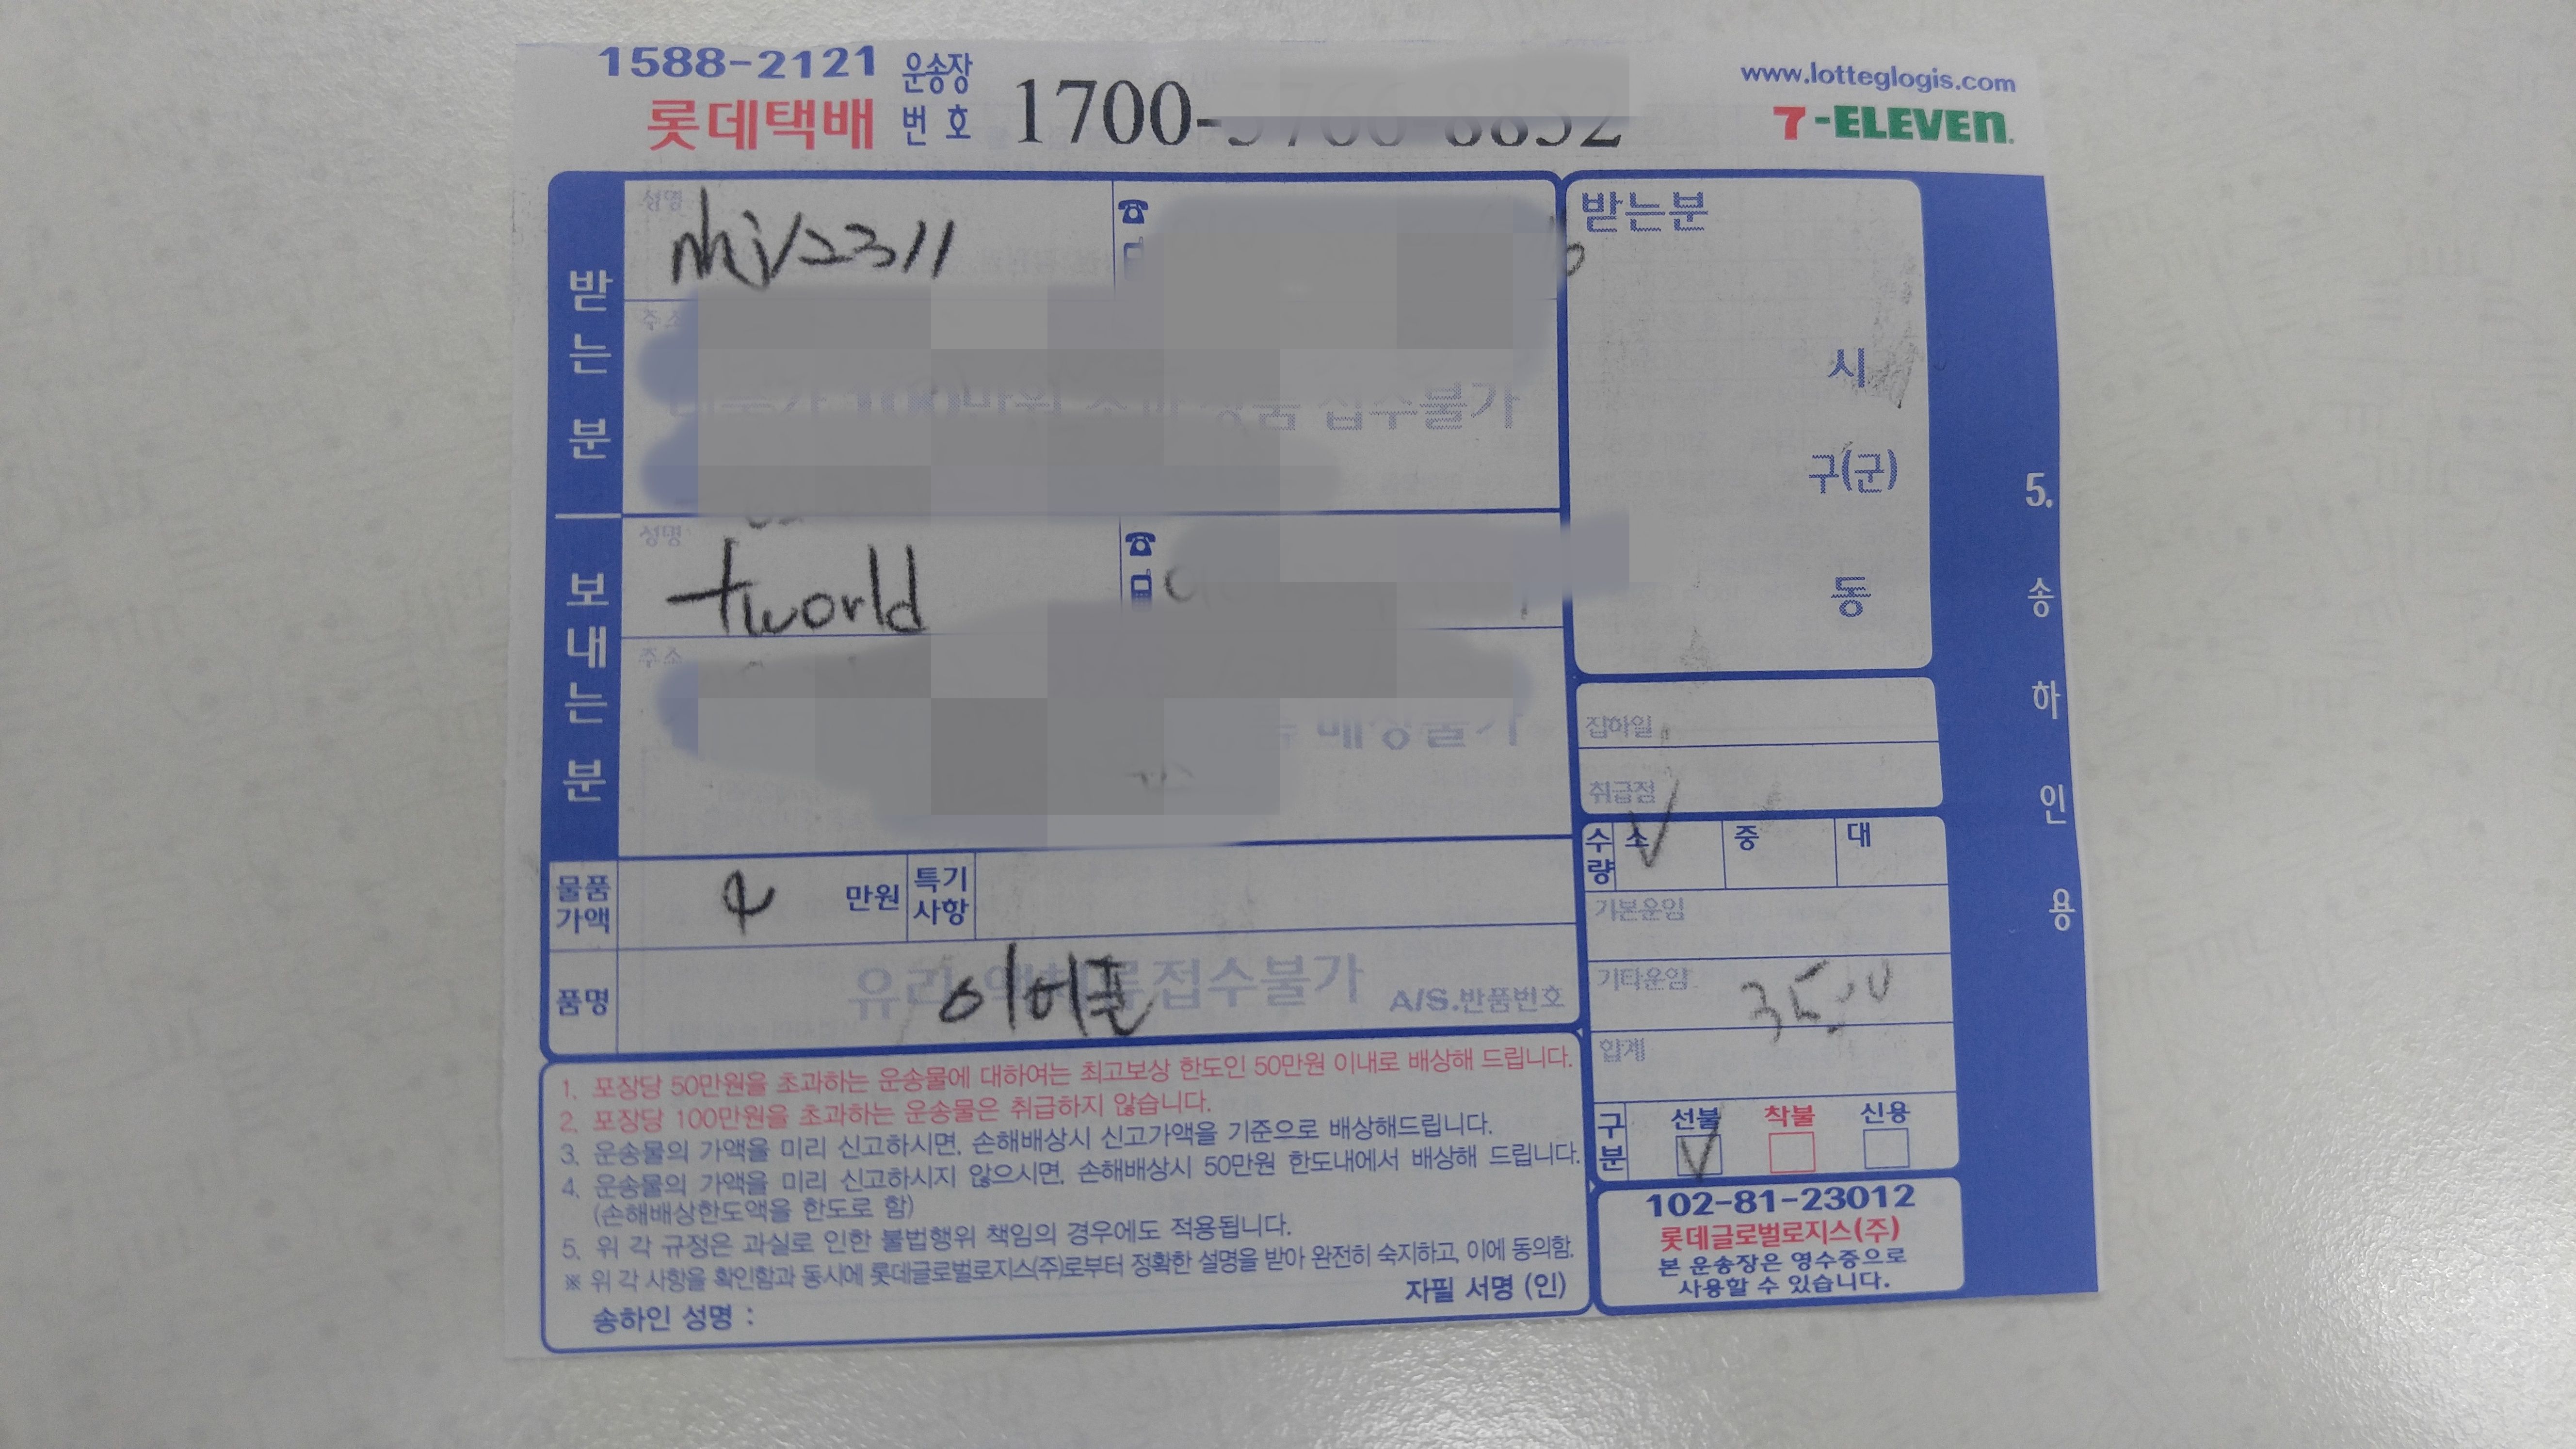 1588-2121
롯데택배
운송장
번호
1700-
www.lotteglogis.com
7-ELEVEN
받는분
성명
주소
접수불가
받는분
시
구(군)
동
보내는분
성명
tworld
주소
배상불가
집하일
취급점
수량 소 중 대
물품
가액
4 만원
특기
사항
기본운임
품명
이어폰
유리 액체류접수불가
A/S.반품번호
기타운임
3500
합계
구분 선불 착불 신용
1. 포장당 50만원을 초과하는 운송물에 대하여는 최고보상 한도인 50만원 이내로 배상해 드립니다.
2. 포장당 100만원을 초과하는 운송물은 취급하지 않습니다.
3. 운송물의 가액을 미리 신고하시면, 손해배상시 신고가액을 기준으로 배상해드립니다.
4. 운송물의 가액을 미리 신고하시지 않으시면, 손해배상시 50만원 한도내에서 배상해 드립니다.
(손해배상한도액을 한도로 함)
5. 위 각 규정은 과실로 인한 불법행위 책임의 경우에도 적용됩니다.
※ 위 각 사항을 확인함과 동시에 롯데글로벌로지스(주)로부터 정확한 설명을 받아 완전히 숙지하고, 이에 동의함.
자필 서명 (인)
송하인 성명 :
102-81-23012
롯데글로벌로지스(주)
본 운송장은 영수증으로
사용할 수 있습니다.
5. 송하인용